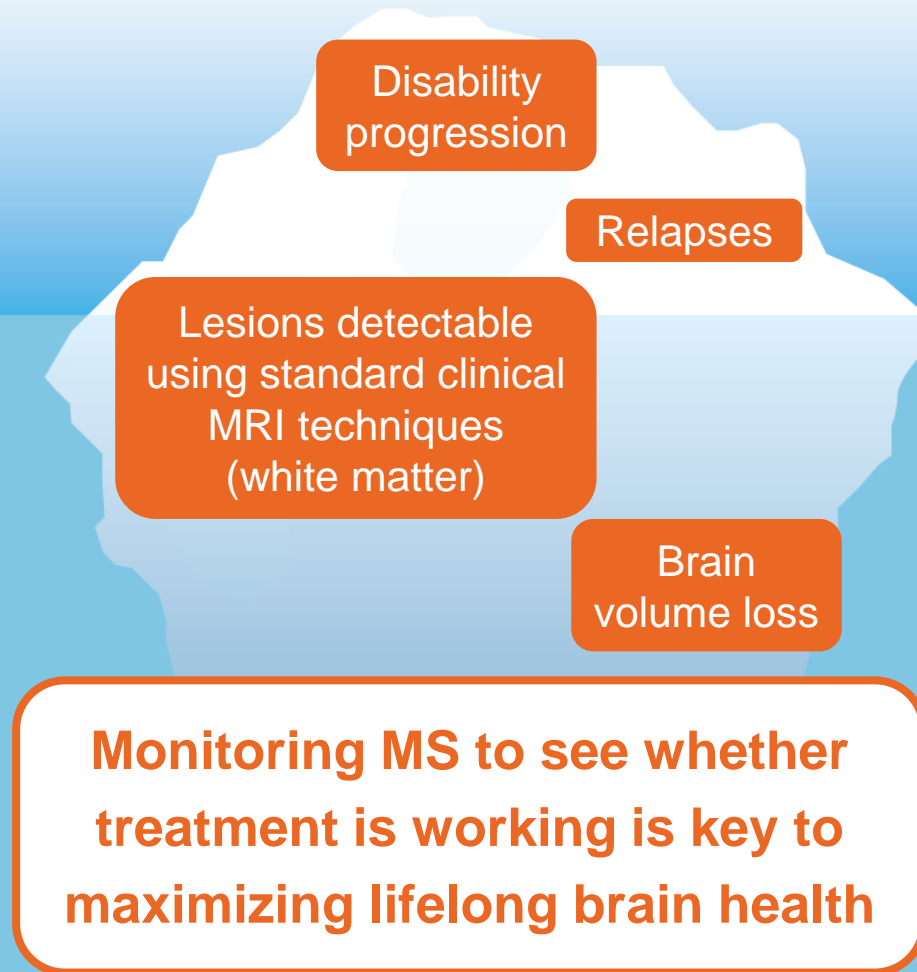 Disability
progression
Relapses
Lesions detectable
using standard clinical
MRI techniques
(white matter)
Brain
volume loss
Monitoring MS to see whether
treatment is working is key to
maximizing lifelong brain health